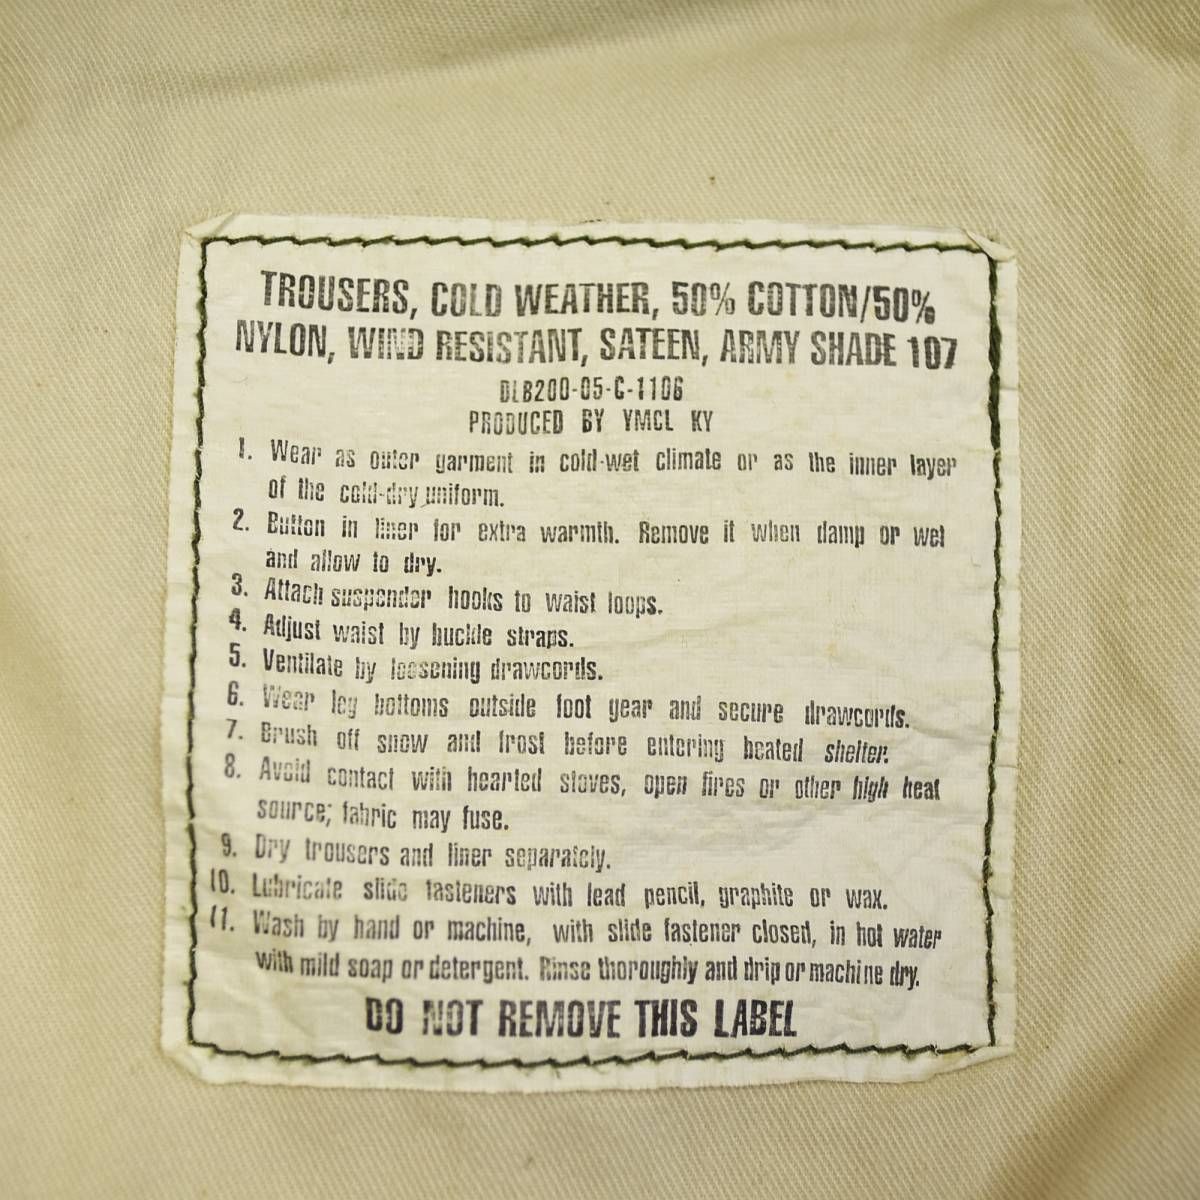 TROUSERS, COLD WEATHER, 50% COTTON/50%
NYLON, WIND RESISTANT, SATEEN, ARMY SHADE 107
DLB200-05-C-1106
PRODUCED BY YMCL KY
1. Wear as outer garment in cold-wet climate or as the inner layer
of the cold-dry uniform.
2. Button in liner for extra warmth. Remove it when damp or wet
and allow to dry.
3. Attach suspender hooks to waist loops.
4. Adjust waist by buckle straps.
5. Ventilate by loosening drawcords.
6. Wear leg bottoms outside foot gear and secure drawcords.
7. Brush off snow and frost before entering heated shelter.
8. Avoid contact with hearted stoves, open fires or other high heat
source; fabric may fuse.
9. Dry trousers and liner separately.
10. Lubricate slide fasteners with lead pencil, graphite or wax.
11. Wash by hand or machine, with slide fastener closed, in hot water
with mild soap or detergent. Rinse thoroughly and drip or machine dry.
DO NOT REMOVE THIS LABEL